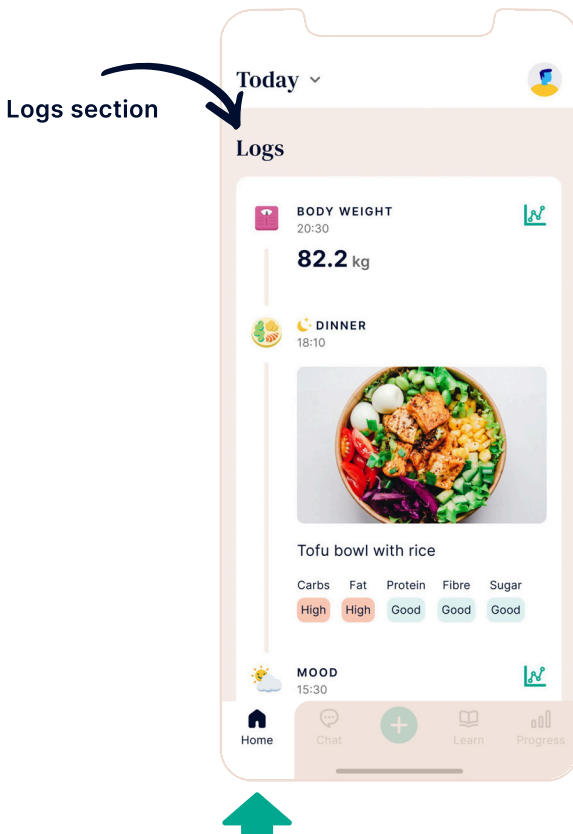 Today
Logs section
Logs
BODY WEIGHT
20:30
82.2 kg
DINNER
18:10
Tofu bowl with rice
Carbs Fat Protein Fibre Sugar
High High Good Good Good
MOOD
15:30
Home Chat Learn Progress